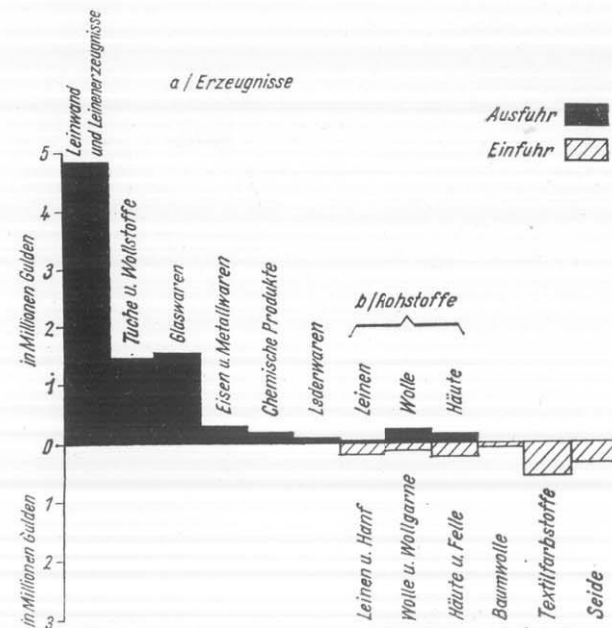 Leinwand
und Leinenerzeugnisse
a / Erzeugnisse
Ausfuhr
Einfuhr
5
4
3
2
1
0
1
2
3
in Millionen Gulden
in Millionen Gulden
Tuche u. Wollstoffe
Glaswaren
Eisen u. Metallwaren
Chemische Produkte
Lederwaren
b / Rohstoffe
Leinen
Wolle
Häute
Leinen u. Hanf
Wolle u. Wollgarne
Häute u. Felle
Baumwolle
Textilfarbstoffe
Seide